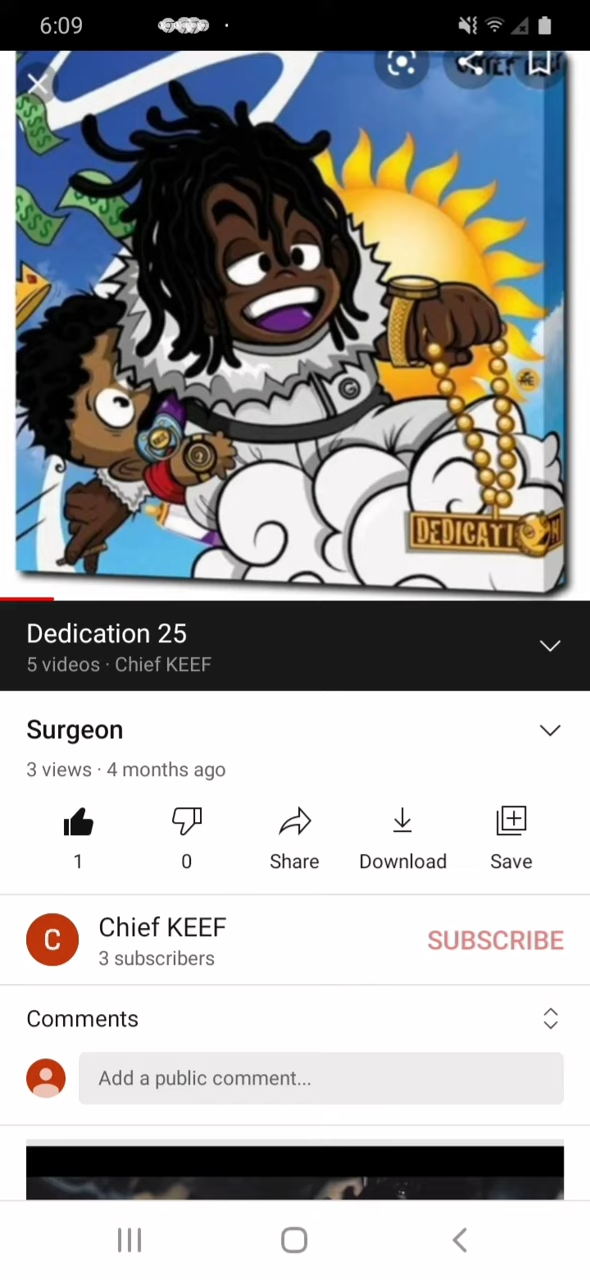 6:09
$$$$
$$$$
DEDICATI
Dedication 25
5 videos · Chief KEEF
Surgeon
3 views · 4 months ago
1
0
Share
Download
Save
C
Chief KEEF
3 subscribers
SUBSCRIBE
Comments
Add a public comment...